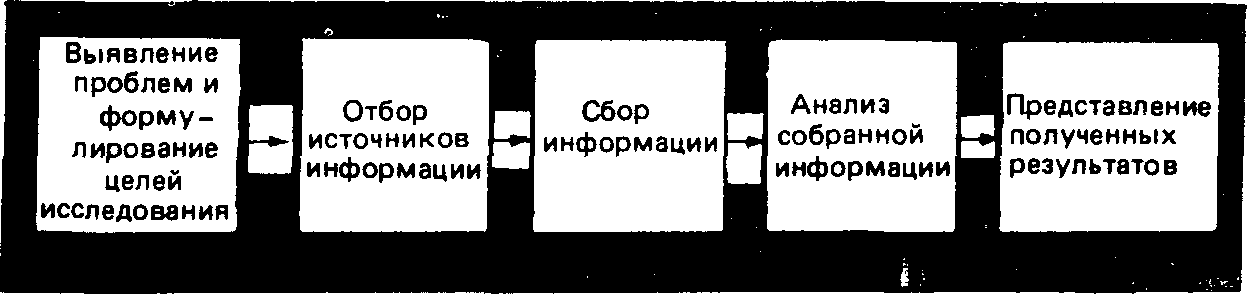 Выявление
проблем и
форму–
лирование
целей
исследования
Отбор
источников
информации
Сбор
информации
Анализ
собранной
информации
Представление
полученных
результатов